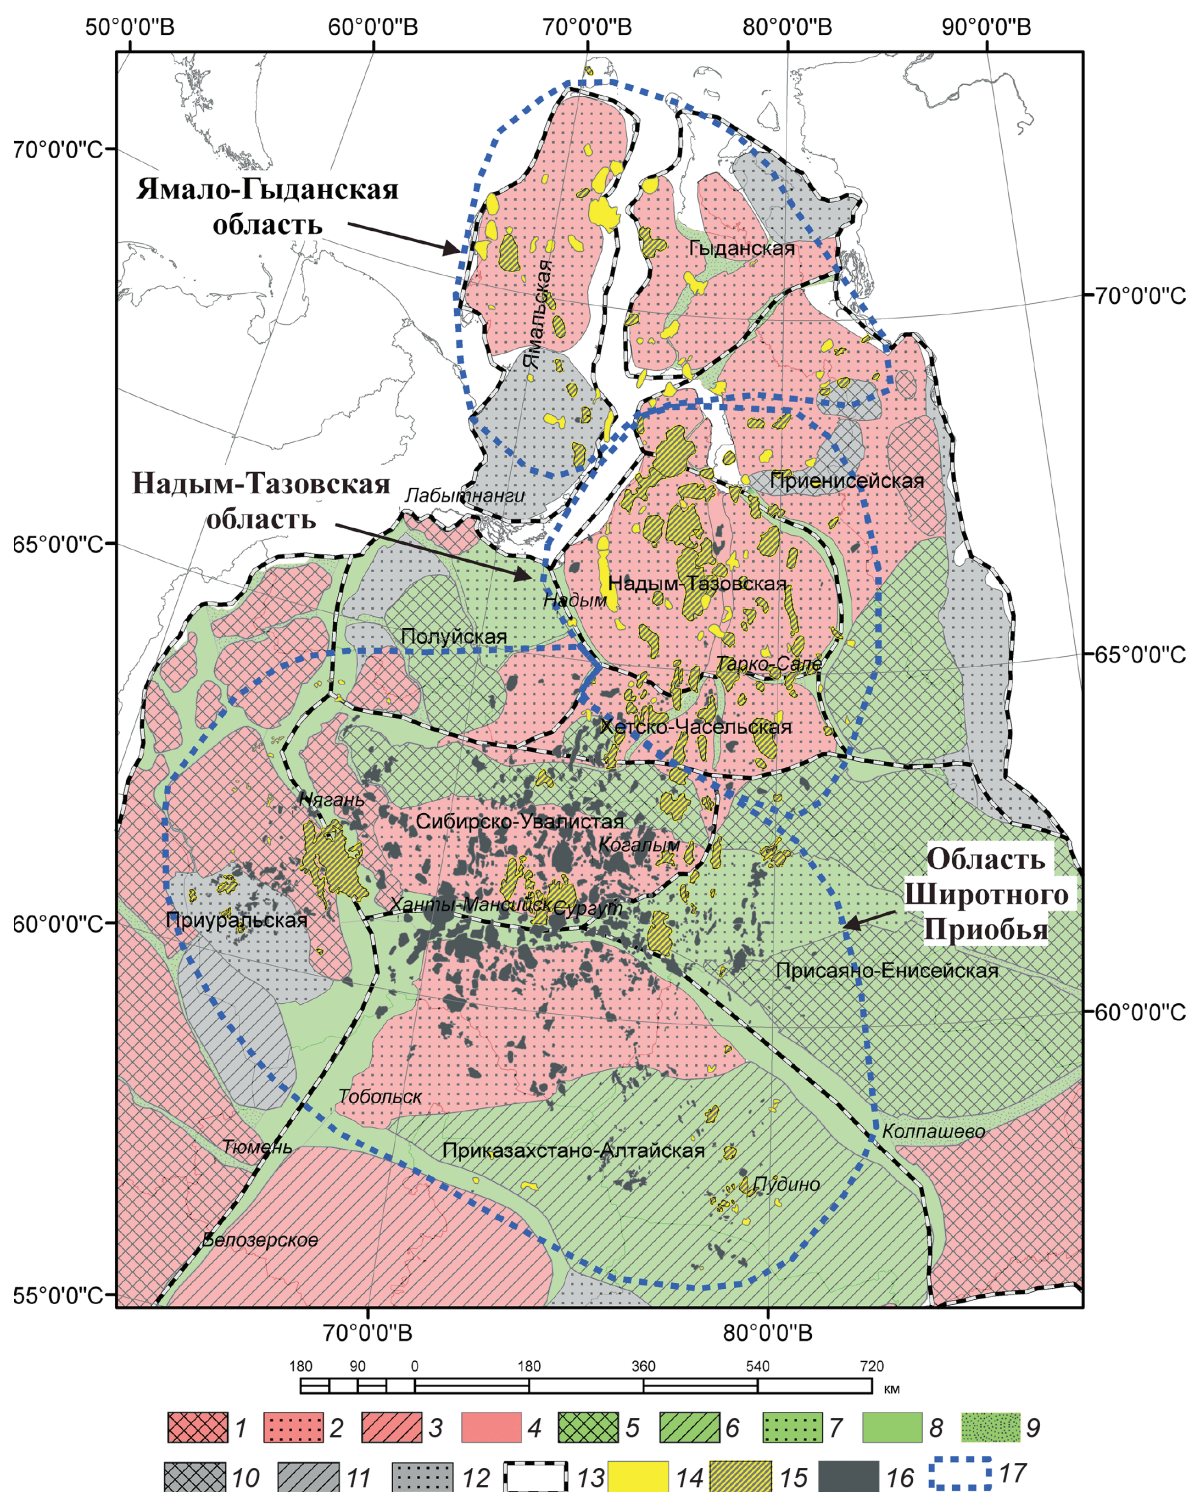 50°0'0"В 60°0'0"В 70°0'0"В 80°0'0"В 90°0'0"В
70°0'0"С
Ямало-Гыданская
область
Гыданская
Ямальская
70°0'0"С
Надым-Тазовская
область
Лабытнанги
Приенисейская
65°0'0"С
Надым-Тазовская
Надым
Полуйская
Тарко-Сале
65°0'0"С
Хетско-Часельская
Нягань
Сибирско-Увалистая
Когалым
Область
Широтного
Приобья
Ханты-Мансийск
Сургут
Приуральская
60°0'0"С
Присаяно-Енисейская
60°0'0"С
Тобольск
Колпашево
Тюмень
Приказахстано-Алтайская
Пудино
Белозерское
55°0'0"С
70°0'0"В 80°0'0"В
180 90 0 180 360 540 720
км
1 2 3 4 5 6 7 8 9
10 11 12 13 14 15 16 17